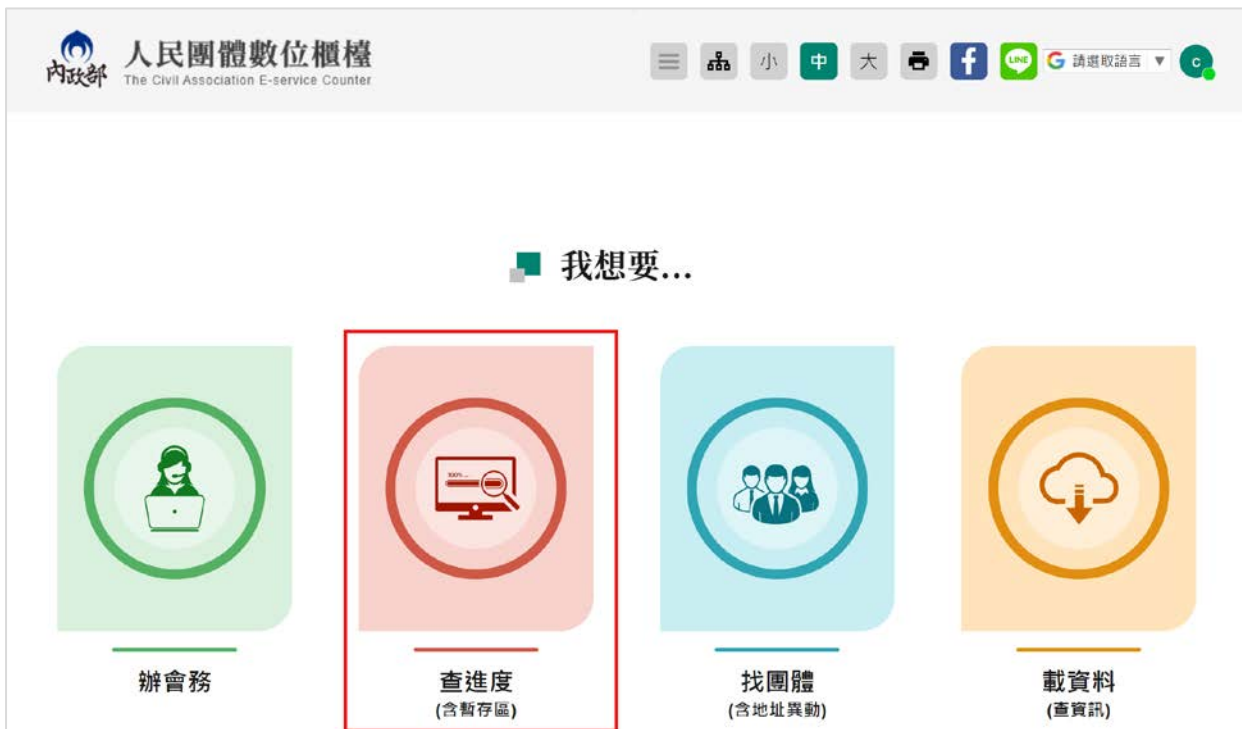 內政部
人民團體數位櫃檯
The Civil Association E-service Counter
小 中 大 LINE G 請選取語言 ▼ c
我想要...
100% ...
辦會務
查進度
(含暫存區)
找團體
(含地址異動)
載資料
(查資訊)